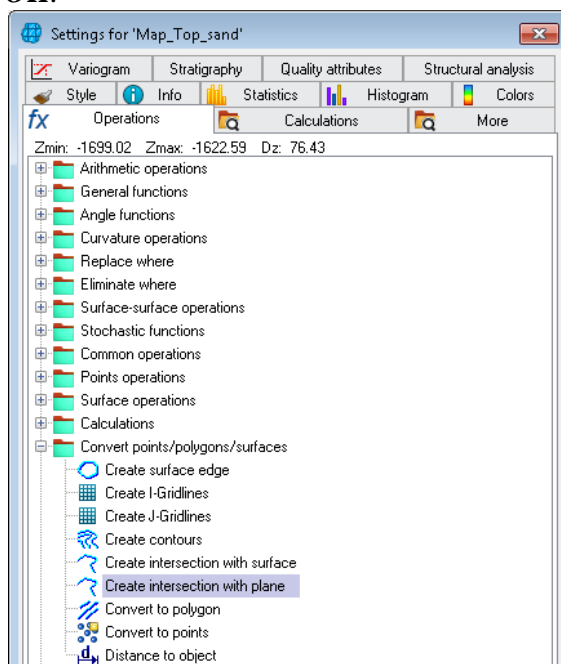 OK.
Settings for 'Map_Top_sand'
Variogram Stratigraphy Quality attributes Structural analysis
Style Info Statistics Histogram Colors
fx Operations Calculations More
Zmin: -1699.02 Zmax: -1622.59 Dz: 76.43
Arithmetic operations
General functions
Angle functions
Curvature operations
Replace where
Eliminate where
Surface-surface operations
Stochastic functions
Common operations
Points operations
Surface operations
Calculations
Convert points/polygons/surfaces
Create surface edge
Create I-Gridlines
Create J-Gridlines
Create contours
Create intersection with surface
Create intersection with plane
Convert to polygon
Convert to points
d Distance to object